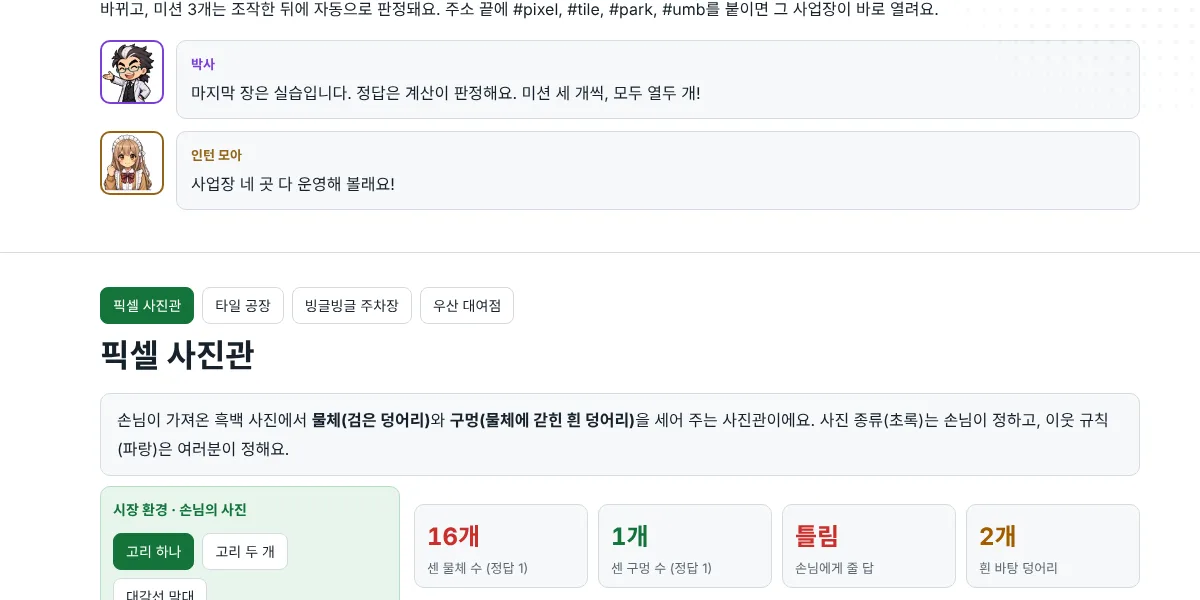 바뀌고, 미션 3개는 조작한 뒤에 자동으로 판정돼요. 주소 끝에 #pixel, #tile, #park, #umb를 붙이면 그 사업장이 바로 열려요.
박사
마지막 장은 실습입니다. 정답은 계산이 판정해요. 미션 세 개씩, 모두 열두 개!
인턴 모아
사업장 네 곳 다 운영해 볼래요!
픽셀 사진관
타일 공장
빙글빙글 주차장
우산 대여점
픽셀 사진관
손님이 가져온 흑백 사진에서 물체(검은 덩어리)와 구멍(물체에 갇힌 흰 덩어리)을 세어 주는 사진관이에요. 사진 종류(초록)는 손님이 정하고, 이웃 규칙
(파랑)은 여러분이 정해요.
시장 환경 · 손님의 사진
고리 하나
고리 두 개
대각선 막대
16개
센 물체 수 (정답 1)
1개
센 구멍 수 (정답 1)
틀림
손님에게 줄 답
2개
흰 바탕 덩어리